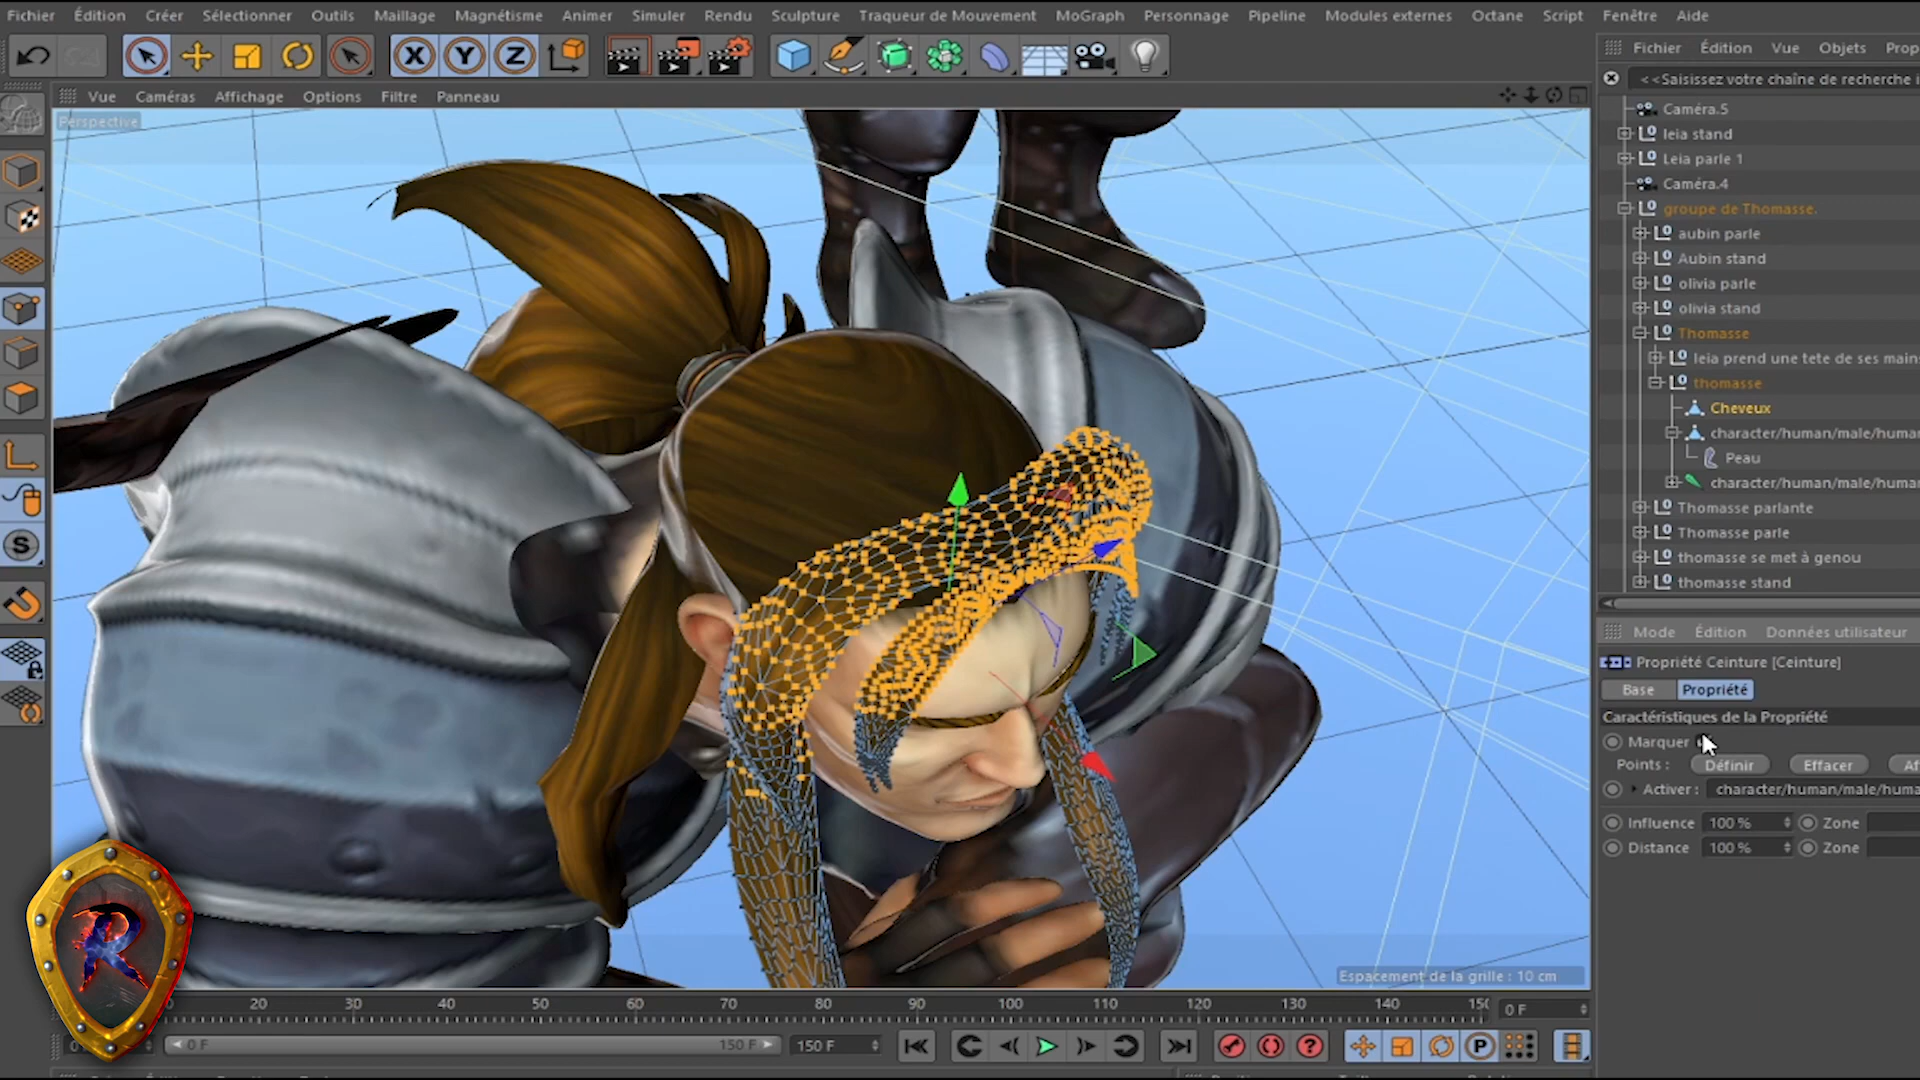 Fichier Édition Créer Sélectionner Outils Maillage Magnétisme Animer Simuler Rendu Sculpture Traqueur de Mouvement MoGraph Personnage Pipeline Modules externes Octane Script Fenêtre Aide
X Y Z
Fichier Édition Vue Objets
<<Saisissez votre chaîne de recherche
Vue Caméras Affichage Options Filtre Panneau
Perspective
Caméra.5
leia stand
Leia parle 1
Caméra.4
groupe de Thomasse.
aubin parle
Aubin stand
olivia parle
olivia stand
Thomasse
leia prend une tete de ses main
thomasse
Cheveux
character/human/male/huma
Peau
character/human/male/huma
Thomasse parlante
Thomasse parle
thomasse se met à genou
thomasse stand
S
Mode Édition Données utilisateur
Propriété Ceinture [Ceinture]
Base Propriété
Caractéristiques de la Propriété
Marquer
Points : Définir Effacer Af
Activer : character/human/male/huma
Influence 100 % Zone
Distance 100 % Zone
R
Espacement de la grille : 10 cm
20 30 40 50 60 70 80 90 100 110 120 130 140 0 F
0 F 150 F 150 F
P